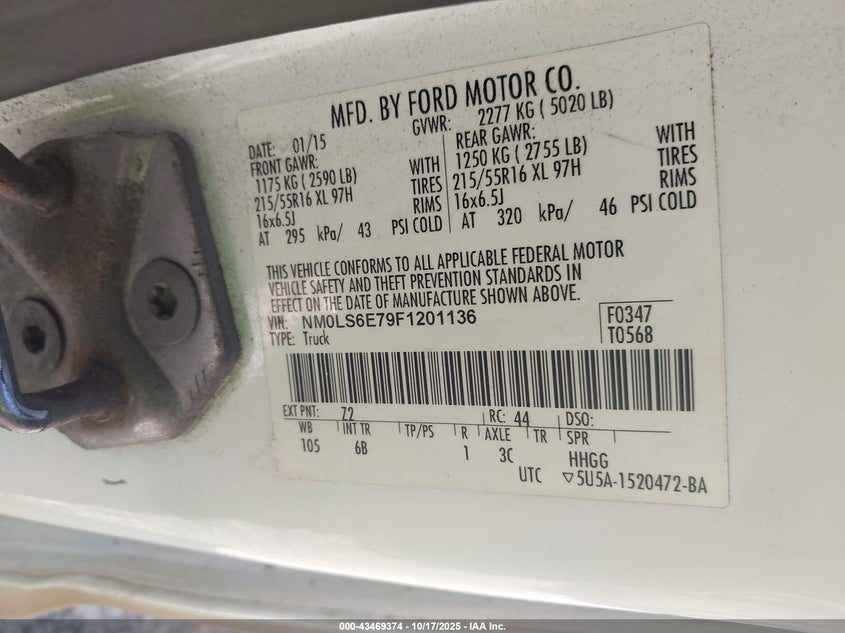 MFD. BY FORD MOTOR CO.
DATE: 01/15 GVWR: 2277 KG ( 5020 LB)
FRONT GAWR: REAR GAWR:
1175 KG ( 2590 LB) WITH 1250 KG ( 2755 LB) WITH
215/55R16 XL 97H TIRES 215/55R16 XL 97H TIRES
16x6.5J RIMS 16x6.5J RIMS
AT 295 kPa/ 43 PSI COLD AT 320 kPa/ 46 PSI COLD
THIS VEHICLE CONFORMS TO ALL APPLICABLE FEDERAL MOTOR
VEHICLE SAFETY AND THEFT PREVENTION STANDARDS IN
EFFECT ON THE DATE OF MANUFACTURE SHOWN ABOVE.
VIN: NM0LS6E79F1201136 F0347
TYPE: Truck T0568
EXT PNT: 72 RC: 44 DSO:
WB INT TR TP/PS R AXLE TR SPR
105 6B 1 3C HHGG
UTC ▽5U5A-1520472-BA
000-43469374 | 10/17/2025 - IAA Inc.